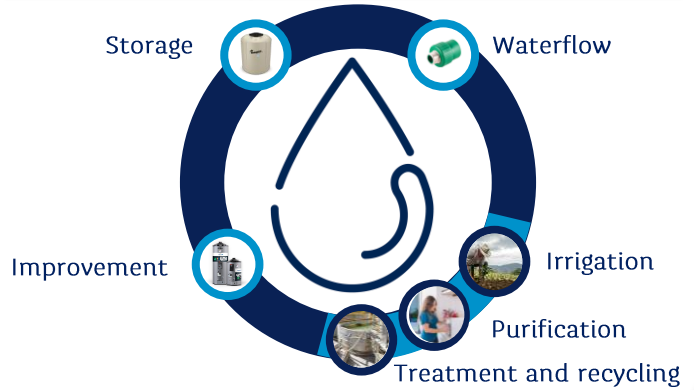 Storage
Waterflow
Improvement
Irrigation
Purification
Treatment and recycling